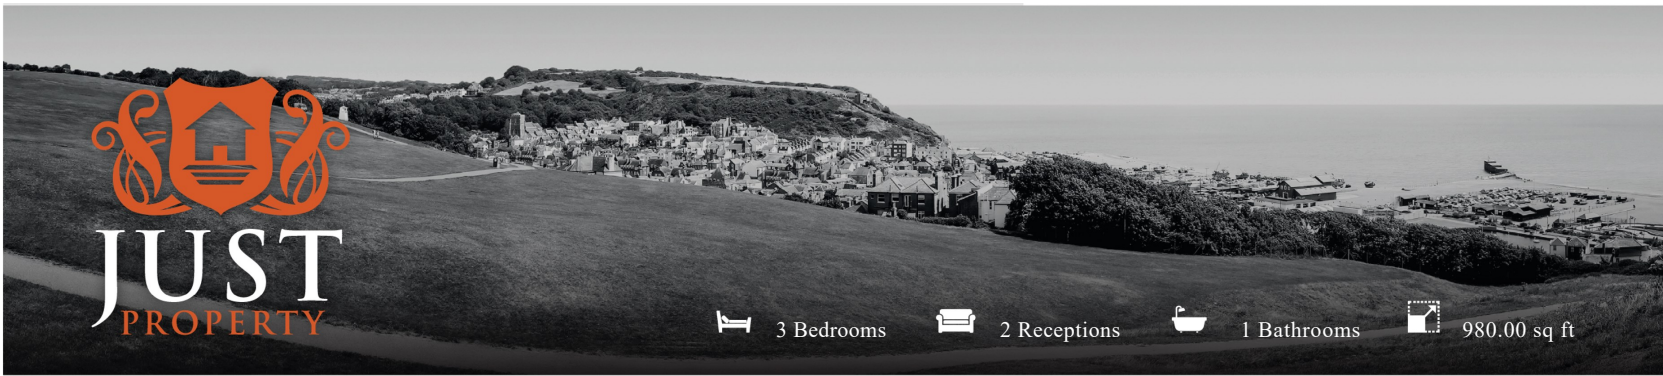 JUST
PROPERTY
3 Bedrooms
2 Receptions
1 Bathrooms
980.00 sq ft